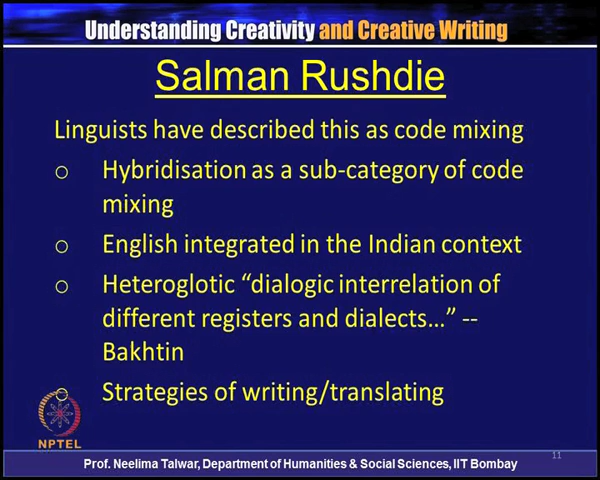 Understanding Creativity and Creative Writing
Salman Rushdie
Linguists have described this as code mixing
o Hybridisation as a sub-category of code
mixing
o English integrated in the Indian context
o Heteroglotic “dialogic interrelation of
different registers and dialects…” --
Bakhtin
o Strategies of writing/translating
NPTEL
11
Prof. Neelima Talwar, Department of Humanities & Social Sciences, IIT Bombay